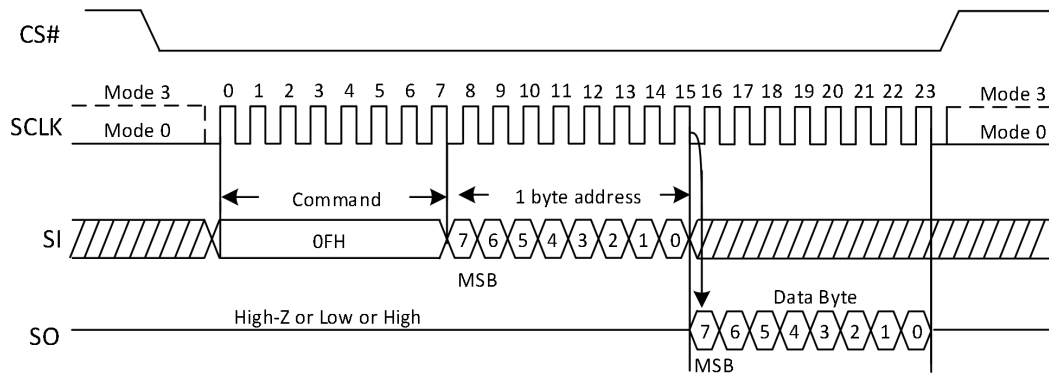 CS#
0 1 2 3 4 5 6 7 8 9 10 11 12 13 14 15 16 17 18 19 20 21 22 23
Mode 3 Mode 3
SCLK
Mode 0 Mode 0
Command 1 byte address
SI 0FH 7 6 5 4 3 2 1 0
MSB
High-Z or Low or High Data Byte
SO 7 6 5 4 3 2 1 0
MSB